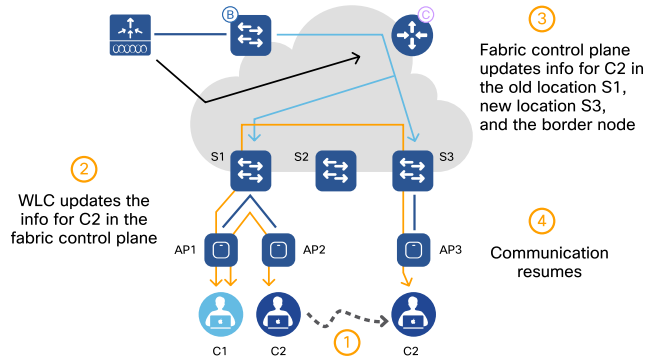 B
C
3
Fabric control plane
updates info for C2 in
the old location S1,
new location S3,
and the border node
S1
S2
S3
2
WLC updates the
info for C2 in the
fabric control plane
AP1
AP2
AP3
4
Communication
resumes
1
C1
C2
C2